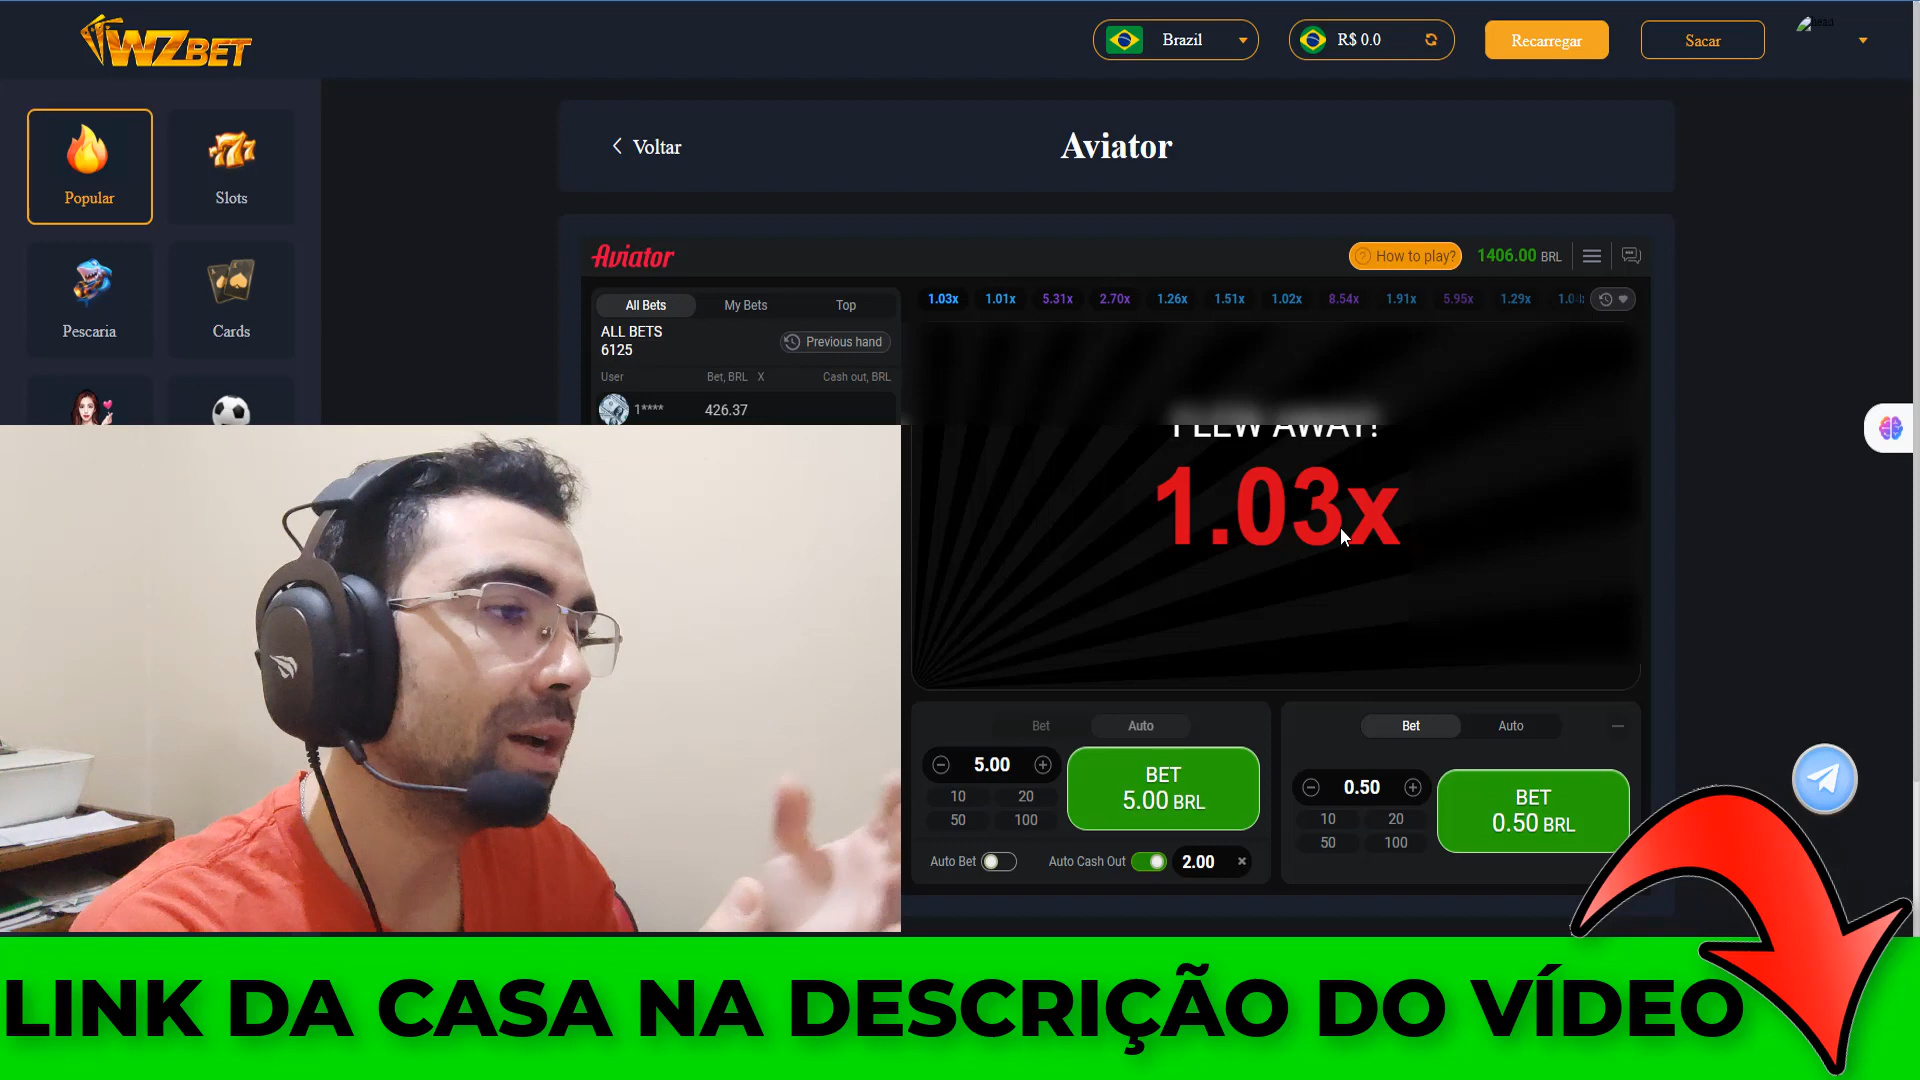 WZBET
Brazil
R$ 0.0
Recarregar
Sacar
head
Popular
Slots
Pescaria
Cards
Voltar
Aviator
Aviator
How to play?
1406.00 BRL
All Bets
My Bets
Top
ALL BETS
6125
Previous hand
User
Bet, BRL X
Cash out, BRL
1****
426.37
1.03x 1.01x 5.31x 2.70x 1.26x 1.51x 1.02x 8.54x 1.91x 5.95x 1.29x
FLEW AWAY!
1.03x
Bet Auto
5.00
10 20
50 100
BET
5.00 BRL
Auto Bet
Auto Cash Out
2.00
Bet Auto
0.50
10 20
50 100
BET
0.50 BRL
LINK DA CASA NA DESCRIÇÃO DO VÍDEO